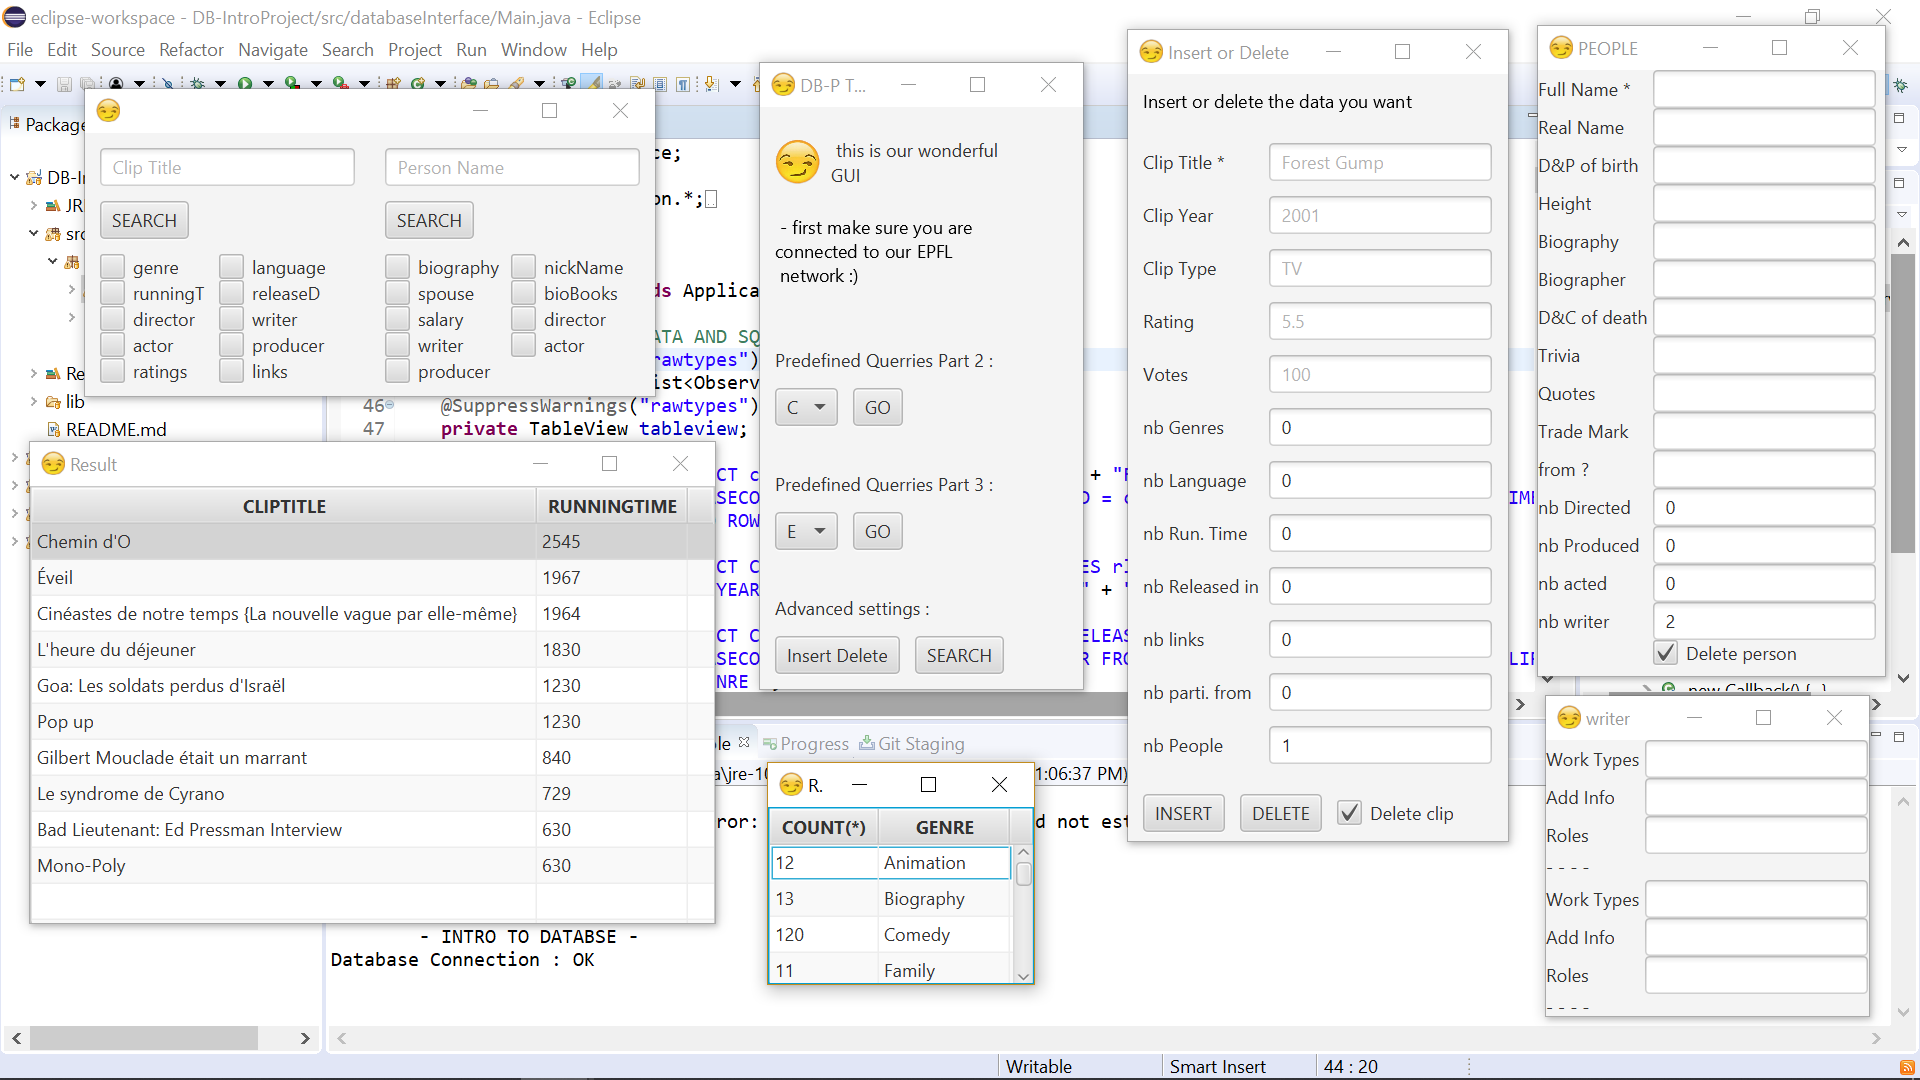 eclipse-workspace - DB-IntroProject/src/databaseInterface/Main.java - Eclipse
File Edit Source Refactor Navigate Search Project Run Window Help
Package
DB-I
JR
src
Re
lib
README.md
Clip Title
Person Name
SEARCH
SEARCH
genre language biography nickName
runningT releaseD spouse bioBooks
director writer salary director
actor producer writer actor
ratings links producer
ce;
on.*;
ds Applica
ATA AND SQ
rawtypes")
ist<Observ
46 @SuppressWarnings("rawtypes")
47 private TableView tableview;
Result
CLIPTITLE RUNNINGTIME
Chemin d'O 2545
Éveil 1967
Cinéastes de notre temps {La nouvelle vague par elle-même} 1964
L'heure du déjeuner 1830
Goa: Les soldats perdus d'Israël 1230
Pop up 1230
Gilbert Mouclade était un marrant 840
Le syndrome de Cyrano 729
Bad Lieutenant: Ed Pressman Interview 630
Mono-Poly 630
- INTRO TO DATABSE -
Database Connection : OK
DB-P T...
this is our wonderful
GUI
- first make sure you are
connected to our EPFL
network :)
Predefined Querries Part 2 :
C GO
Predefined Querries Part 3 :
E GO
Advanced settings :
Insert Delete SEARCH
Progress Git Staging
a\jre-10
1:06:37 PM)
ror:
d not est
R.
COUNT(*) GENRE
12 Animation
13 Biography
120 Comedy
11 Family
Insert or Delete
Insert or delete the data you want
Clip Title * Forest Gump
Clip Year 2001
Clip Type TV
Rating 5.5
Votes 100
nb Genres 0
nb Language 0
nb Run. Time 0
nb Released in 0
nb links 0
nb parti. from 0
nb People 1
INSERT DELETE Delete clip
PEOPLE
Full Name *
Real Name
D&P of birth
Height
Biography
Biographer
D&C of death
Trivia
Quotes
Trade Mark
from ?
nb Directed 0
nb Produced 0
nb acted 0
nb writer 2
Delete person
new Callback() {..}
writer
Work Types
Add Info
Roles
- - - -
Work Types
Add Info
Roles
- - - -
Writable Smart Insert 44 : 20